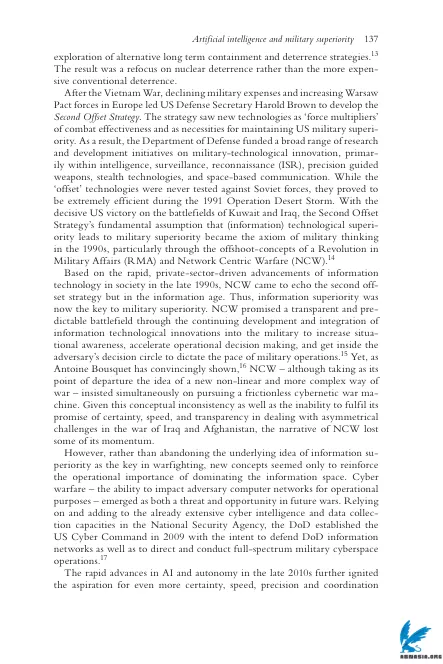 Artificial intelligence and military superiority 137
exploration of alternative long term containment and deterrence strategies.13
The result was a refocus on nuclear deterrence rather than the more expen-
sive conventional deterrence.
After the Vietnam War, declining military expenses and increasing Warsaw
Pact forces in Europe led US Defense Secretary Harold Brown to develop the
Second Offset Strategy. The strategy saw new technologies as ‘force multipliers’
of combat effectiveness and as necessities for maintaining US military superi-
ority. As a result, the Department of Defense funded a broad range of research
and development initiatives on military-technological innovation, primar-
ily within intelligence, surveillance, reconnaissance (ISR), precision guided
weapons, stealth technologies, and space-based communication. While the
‘offset’ technologies were never tested against Soviet forces, they proved to
be extremely efficient during the 1991 Operation Desert Storm. With the
decisive US victory on the battlefields of Kuwait and Iraq, the Second Offset
Strategy’s fundamental assumption that (information) technological superi-
ority leads to military superiority became the axiom of military thinking
in the 1990s, particularly through the offshoot-concepts of a Revolution in
Military Affairs (RMA) and Network Centric Warfare (NCW).14
Based on the rapid, private-sector-driven advancements of information
technology in society in the late 1990s, NCW came to echo the second off-
set strategy but in the information age. Thus, information superiority was
now the key to military superiority. NCW promised a transparent and pre-
dictable battlefield through the continuing development and integration of
information technological innovations into the military to increase situa-
tional awareness, accelerate operational decision making, and get inside the
adversary’s decision circle to dictate the pace of military operations.15 Yet, as
Antoine Bousquet has convincingly shown,16 NCW – although taking as its
point of departure the idea of a new non-linear and more complex way of
war – insisted simultaneously on pursuing a frictionless cybernetic war ma-
chine. Given this conceptual inconsistency as well as the inability to fulfil its
promise of certainty, speed, and transparency in dealing with asymmetrical
challenges in the war of Iraq and Afghanistan, the narrative of NCW lost
some of its momentum.
However, rather than abandoning the underlying idea of information su-
periority as the key in warfighting, new concepts seemed only to reinforce
the operational importance of dominating the information space. Cyber
warfare – the ability to impact adversary computer networks for operational
purposes – emerged as both a threat and opportunity in future wars. Relying
on and adding to the already extensive cyber intelligence and data collec-
tion capacities in the National Security Agency, the DoD established the
US Cyber Command in 2009 with the intent to defend DoD information
networks as well as to direct and conduct full-spectrum military cyberspace
operations.17
The rapid advances in AI and autonomy in the late 2010s further ignited
the aspiration for even more certainty, speed, precision and coordination